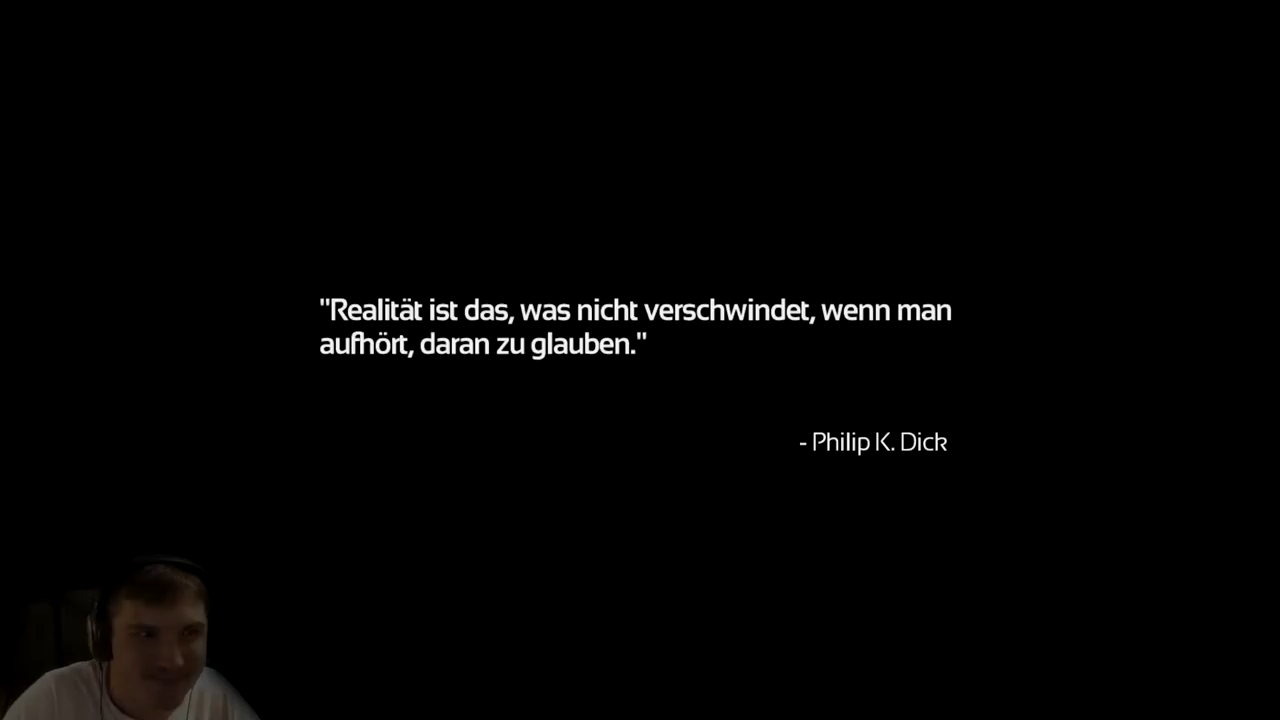 "Realität ist das, was nicht verschwindet, wenn man
aufhört, daran zu glauben."
- Philip K. Dick